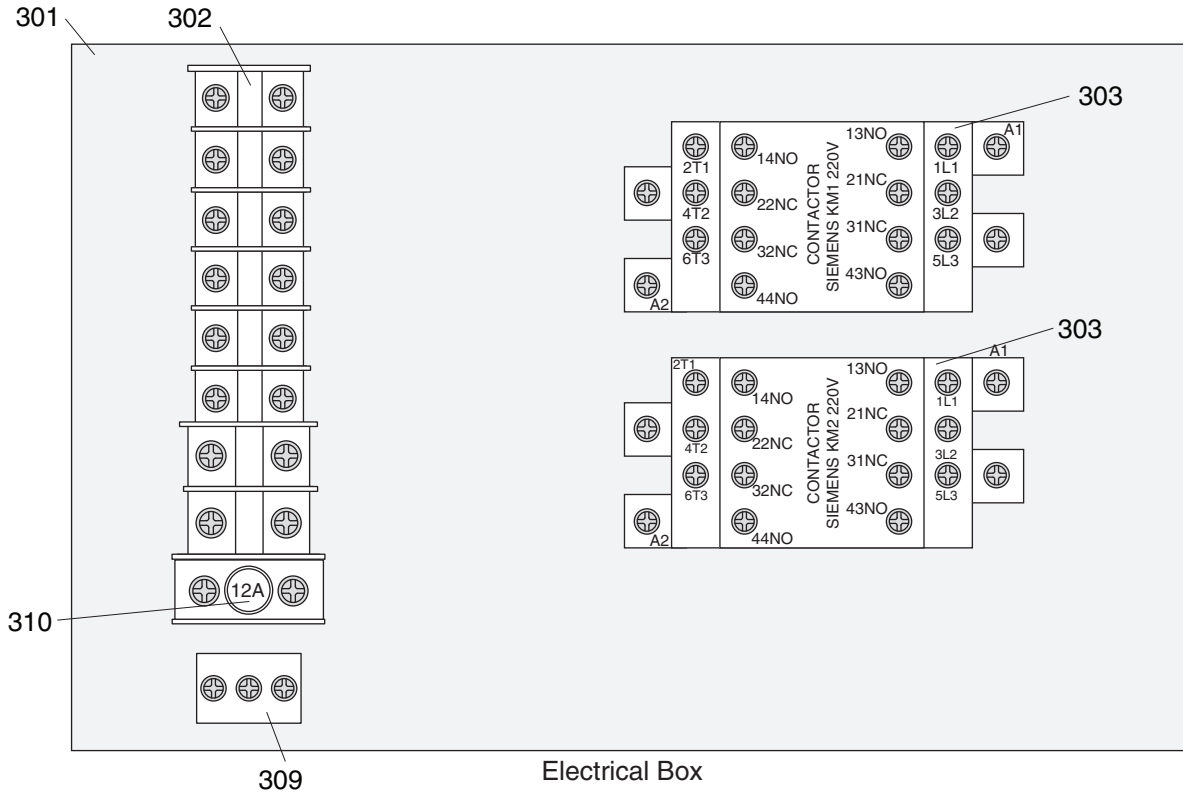 301
302
303
13NO
A1
2T1
14NO
1L1
21NC
4T2
22NC
3L2
31NC
6T3
32NC
5L3
43NO
A2
44NO
CONTACTOR
SIEMENS KM1 220V
303
A1
2T1
13NO
14NO
1L1
21NC
4T2
22NC
3L2
31NC
6T3
32NC
5L3
43NO
A2
44NO
CONTACTOR
SIEMENS KM2 220V
12A
310
309
Electrical Box